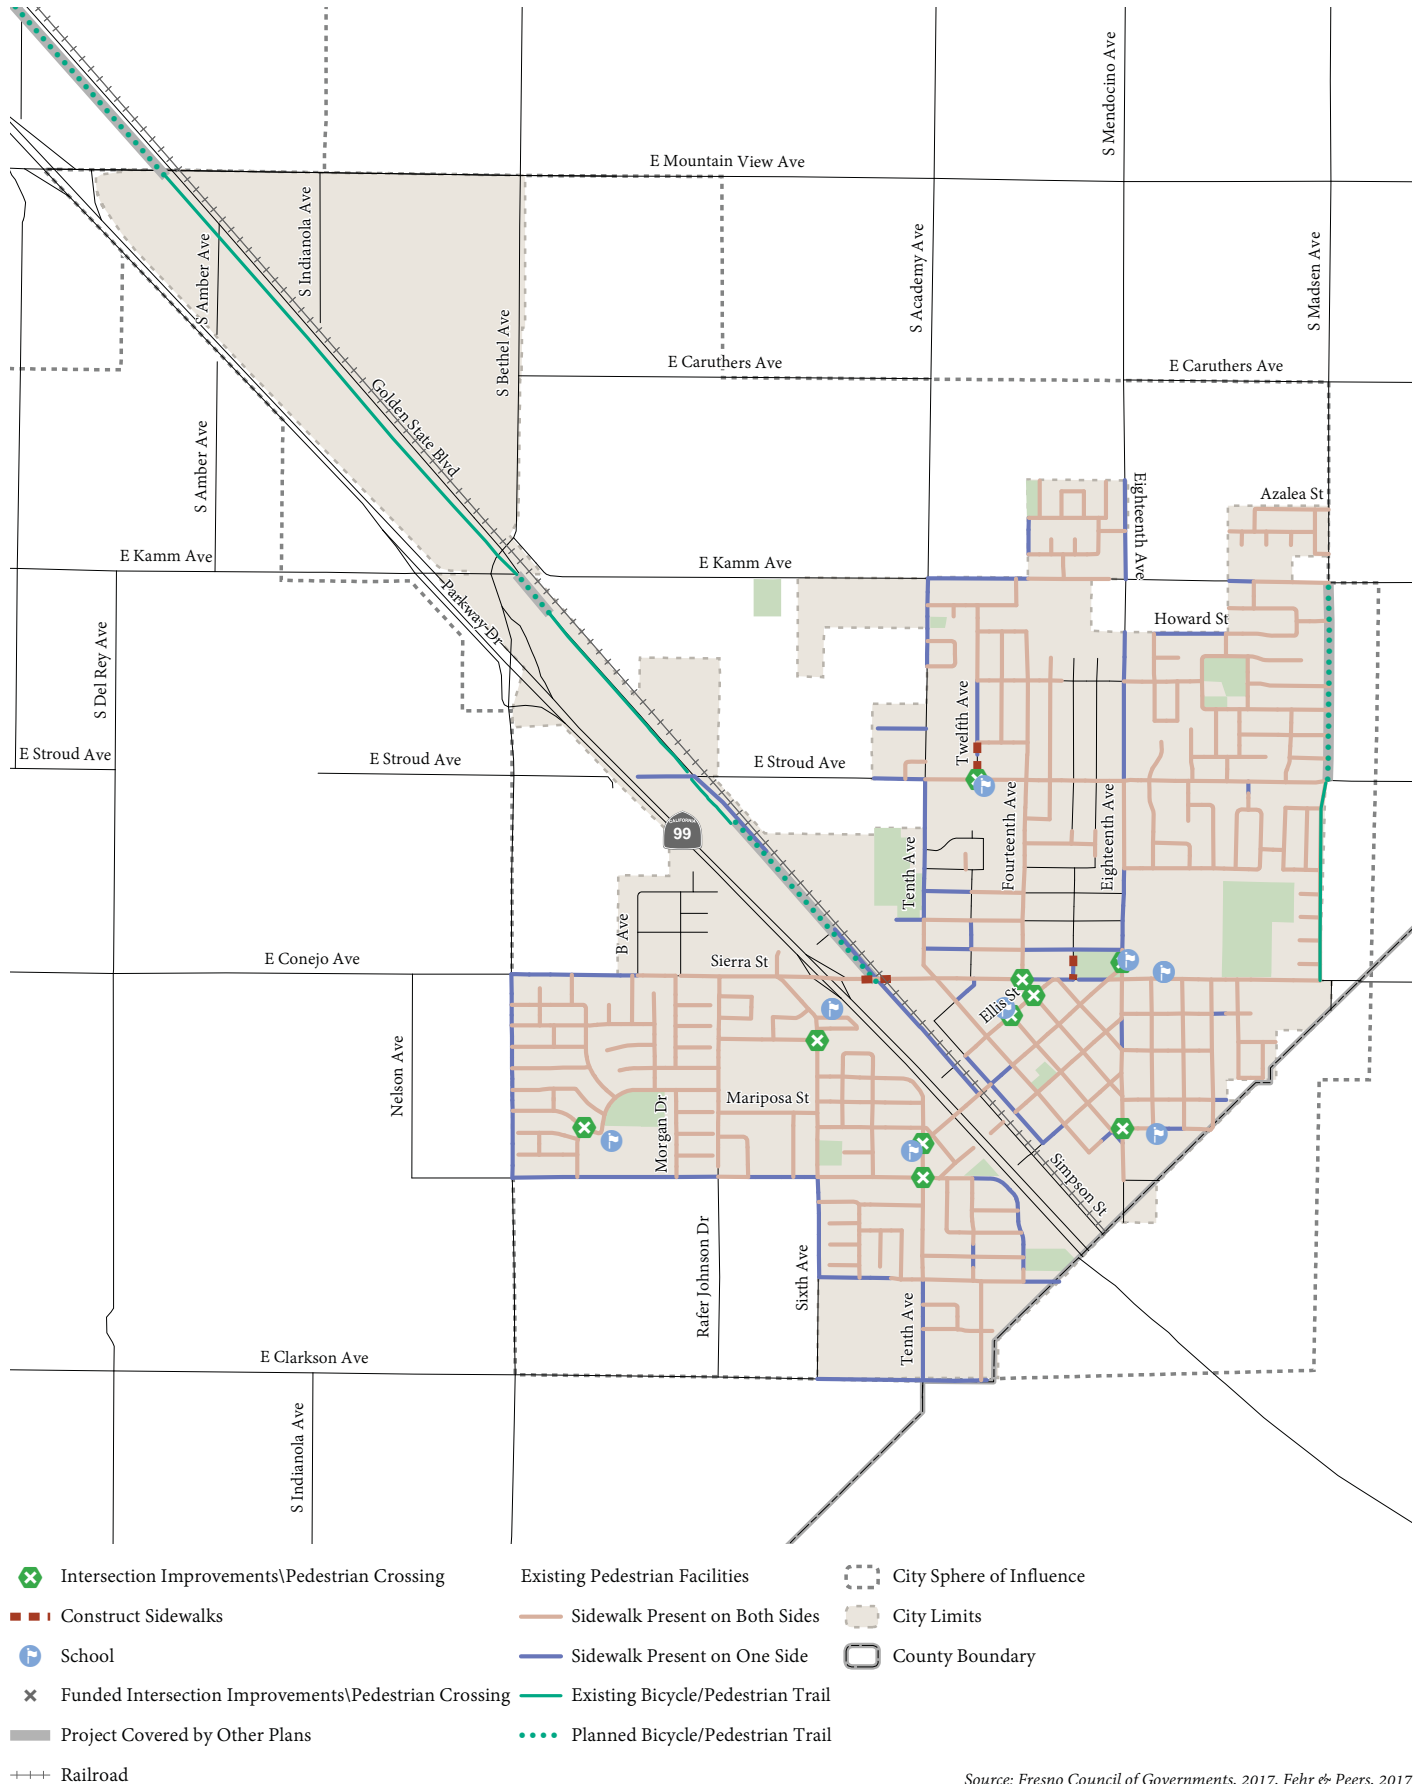 S Mendocino Ave
E Mountain View Ave
S Indianola Ave
S Amber Ave
S Academy Ave
S Madsen Ave
S Bethel Ave
E Caruthers Ave
E Caruthers Ave
Golden State Blvd
S Amber Ave
Eighteenth Ave
Azalea St
E Kamm Ave
E Kamm Ave
Parkway Dr
Howard St
S Del Rey Ave
Twelfth Ave
E Stroud Ave
E Stroud Ave
E Stroud Ave
CALIFORNIA
99
Fourteenth Ave
Eighteenth Ave
Tenth Ave
B Ave
E Conejo Ave
Sierra St
Ellis St
Nelson Ave
Mariposa St
Morgan Dr
Simpson St
Rafer Johnson Dr
Sixth Ave
Tenth Ave
E Clarkson Ave
S Indianola Ave
Intersection Improvements\Pedestrian Crossing
Construct Sidewalks
School
Funded Intersection Improvements\Pedestrian Crossing
Project Covered by Other Plans
Railroad
Existing Pedestrian Facilities
Sidewalk Present on Both Sides
Sidewalk Present on One Side
Existing Bicycle/Pedestrian Trail
Planned Bicycle/Pedestrian Trail
City Sphere of Influence
City Limits
County Boundary
Source: Fresno Council of Governments, 2017, Fehr & Peers, 2017